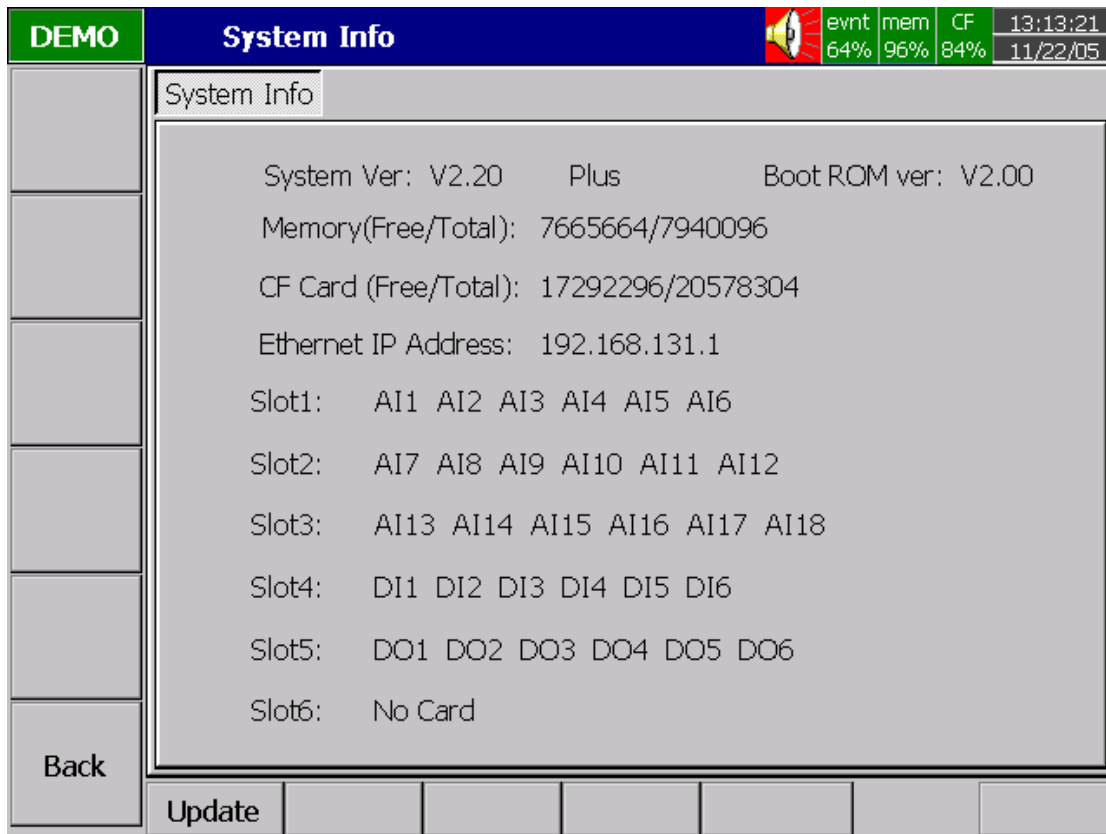 DEMO System Info evnt mem CF 13:13:21
64% 96% 84% 11/22/05
System Info
System Ver: V2.20 Plus Boot ROM ver: V2.00
Memory(Free/Total): 7665664/7940096
CF Card (Free/Total): 17292296/20578304
Ethernet IP Address: 192.168.131.1
Slot1: AI1 AI2 AI3 AI4 AI5 AI6
Slot2: AI7 AI8 AI9 AI10 AI11 AI12
Slot3: AI13 AI14 AI15 AI16 AI17 AI18
Slot4: DI1 DI2 DI3 DI4 DI5 DI6
Slot5: DO1 DO2 DO3 DO4 DO5 DO6
Slot6: No Card
Back
Update